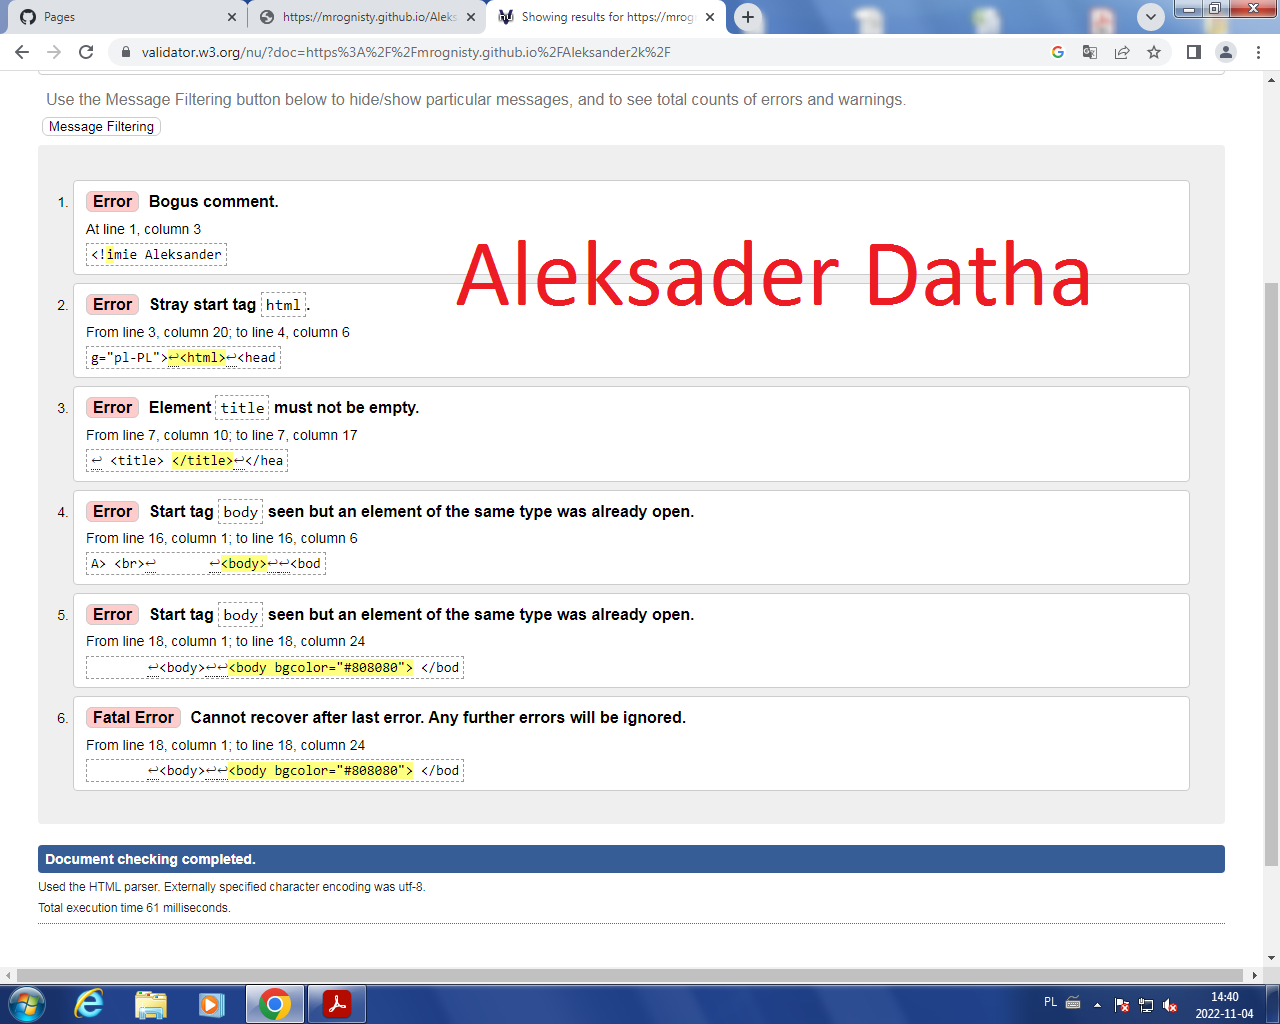 Pages
https://mrognisty.github.io/Aleks
Showing results for https://mrog
validator.w3.org/nu/?doc=https%3A%2F%2Fmrognisty.github.io%2FAleksander2k%2F
Use the Message Filtering button below to hide/show particular messages, and to see total counts of errors and warnings.
Message Filtering
1. Error Bogus comment.
At line 1, column 3
<!imie Aleksander
Aleksader Datha
2. Error Stray start tag html.
From line 3, column 20; to line 4, column 6
g="pl-PL">↩<html>↩<head
3. Error Element title must not be empty.
From line 7, column 10; to line 7, column 17
↩ <title> </title>↩</hea
4. Error Start tag body seen but an element of the same type was already open.
From line 16, column 1; to line 16, column 6
A> <br>↩ ↩<body>↩↩<bod
5. Error Start tag body seen but an element of the same type was already open.
From line 18, column 1; to line 18, column 24
↩<body>↩↩<body bgcolor="#808080"> </bod
6. Fatal Error Cannot recover after last error. Any further errors will be ignored.
From line 18, column 1; to line 18, column 24
↩<body>↩↩<body bgcolor="#808080"> </bod
Document checking completed.
Used the HTML parser. Externally specified character encoding was utf-8.
Total execution time 61 milliseconds.
PL
14:40
2022-11-04